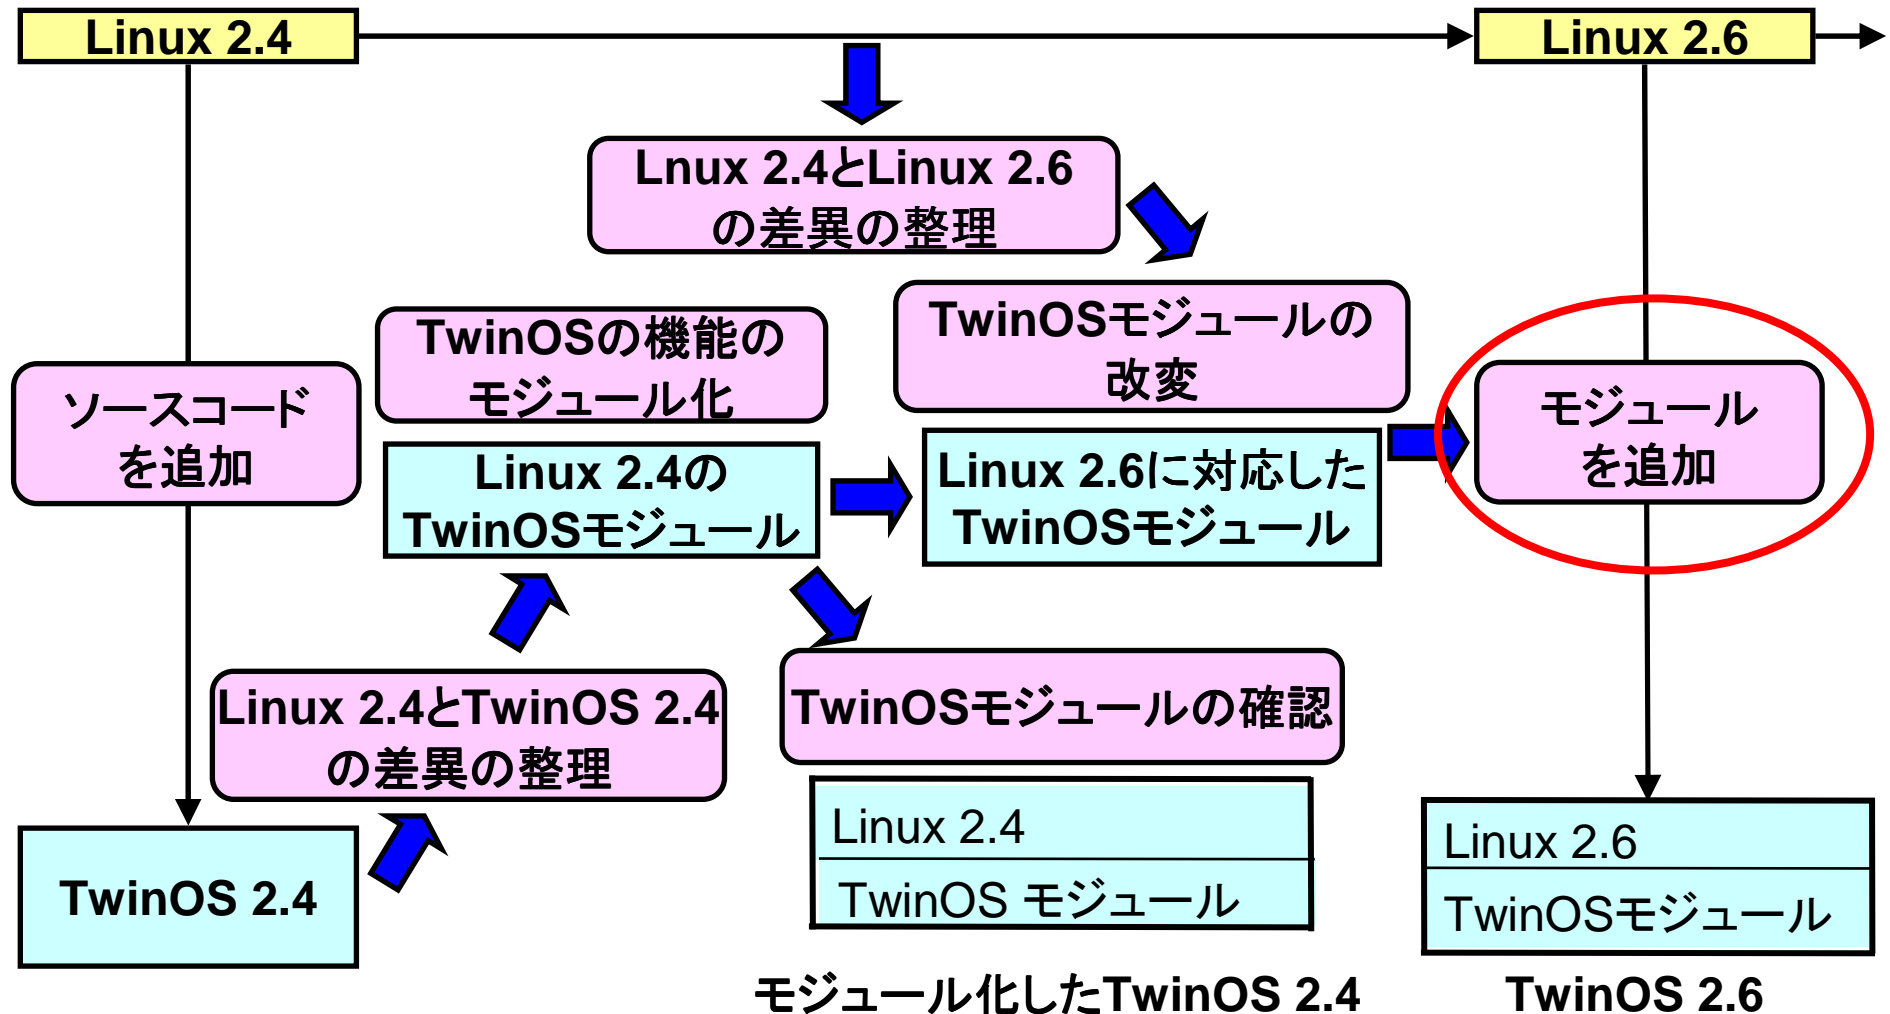 Linux 2.4
Linux 2.6
Lnux 2.4とLinux 2.6
の差異の整理
TwinOSの機能の
モジュール化
TwinOSモジュールの
改変
ソースコード
を追加
モジュール
を追加
Linux 2.4の
TwinOSモジュール
Linux 2.6に対応した
TwinOSモジュール
Linux 2.4とTwinOS 2.4
の差異の整理
TwinOSモジュールの確認
TwinOS 2.4
Linux 2.4
TwinOS モジュール
Linux 2.6
TwinOSモジュール
モジュール化したTwinOS 2.4
TwinOS 2.6